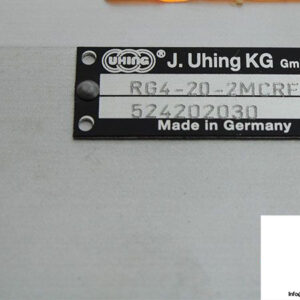 UHING ® J. Uhing KG Gm
RG4-20-2MCRF
524202030
Made in Germany